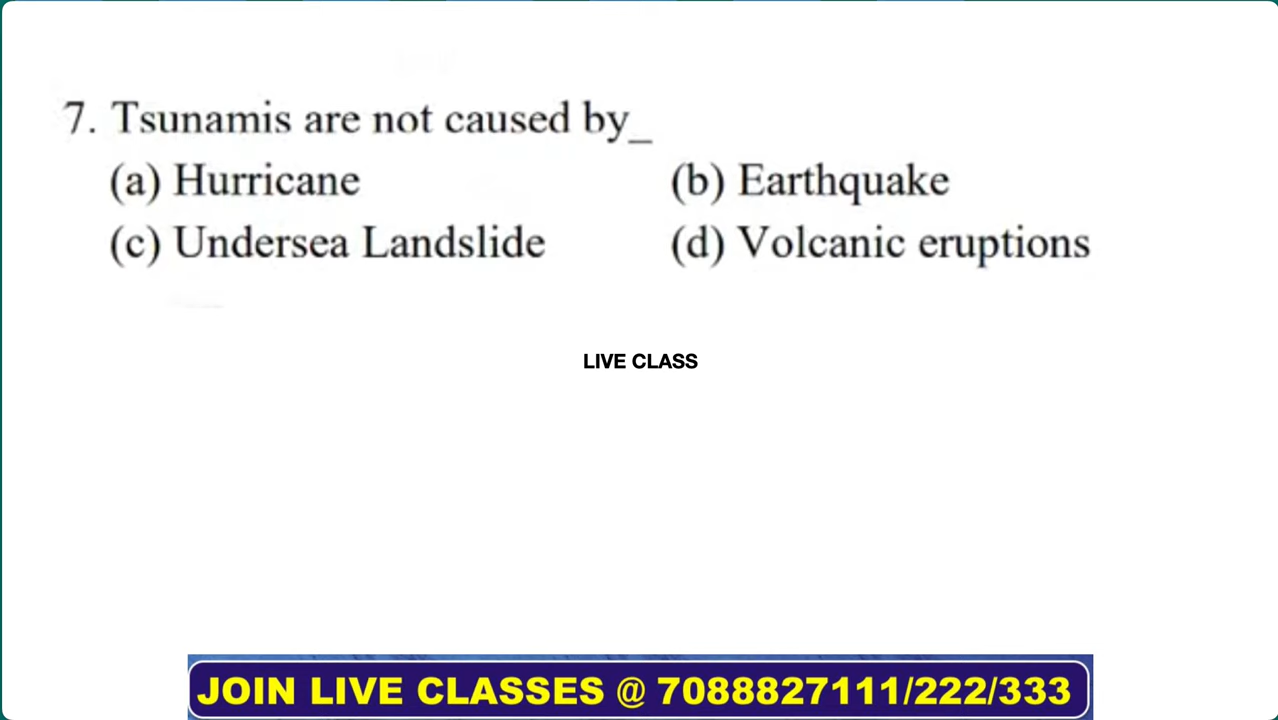 7. Tsunamis are not caused by_
(a) Hurricane (b) Earthquake
(c) Undersea Landslide (d) Volcanic eruptions
LIVE CLASS
JOIN LIVE CLASSES @ 7088827111/222/333